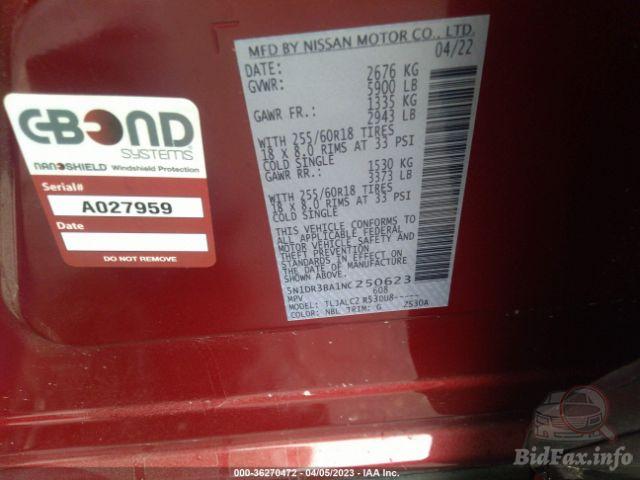 C-BOND
SYSTEMS
NANOSHIELD Windshield Protection
Serial#
A027959
Date
MFD BY NISSAN MOTOR CO., LTD.
DATE: 04/22
GVWR: 2676 KG
5900 LB
GAWR FR.: 1335 KG
2943 LB
WITH 255/60R18 TIRES
18 X 8.0 RIMS AT 33 PSI
COLD SINGLE
GAWR RR.: 1530 KG
3373 LB
WITH 255/60R18 TIRES
18 X 8.0 RIMS AT 33 PSI
COLD SINGLE
THIS VEHICLE CONFORMS TO
ALL APPLICABLE FEDERAL
MOTOR VEHICLE SAFETY AND
THEFT PREVENTION
STANDARDS IN EFFECT ON
THE DATE OF MANUFACTURE
SHOWN ABOVE.
5N1DR3BA1NC250623
MPV 608
MODEL: TLJALC2 R530U8-----
COLOR: NBL TRIM: G 2530A
000-36270472 - 04/05/2023 - IAA Inc.
BidFax.info